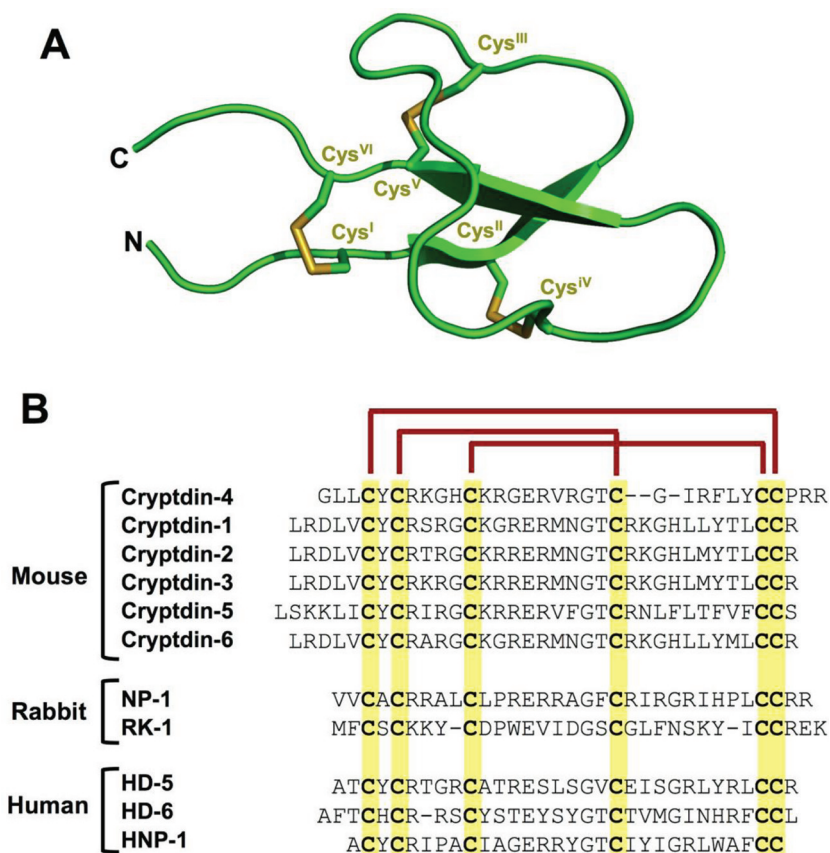 A
Cys^III
C
Cys^VI
Cys^V
N
Cys^I
Cys^II
Cys^iV
B
Mouse
Cryptdin-4 GLLCYCRKGHCKRGERVRGTC--G-IRFLYCCPRR
Cryptdin-1 LRDLVCYCRSRGCKGRERMNGTCRKGHLLYTLCCR
Cryptdin-2 LRDLVCYCRTRGCKRRERMNGTCRKGHLMYTLCCR
Cryptdin-3 LRDLVCYCRKRGCKRRERMNGTCRKGHLMYTLCCR
Cryptdin-5 LSKKLICYCRIRGCKRRERVFGTCRNLFLTFVFCCS
Cryptdin-6 LRDLVCYCRARGCKGRERMNGTCRKGHLLYMLCCR
Rabbit
NP-1 VVCACRRALCLPRERRAGFCRIRGRIHPLCCRR
RK-1 MFCSCKKY-CDPWEVIDGSCGLFNSKY-ICCREK
Human
HD-5 ATCYCRTGRCATRESLSGVCEISGRLYRLCCR
HD-6 AFTCHCR-RSCYSTEYSYGTCTVMGINHRFCCL
HNP-1 ACYCRIPACIAGERRYGTCIYIGRLWAFCC